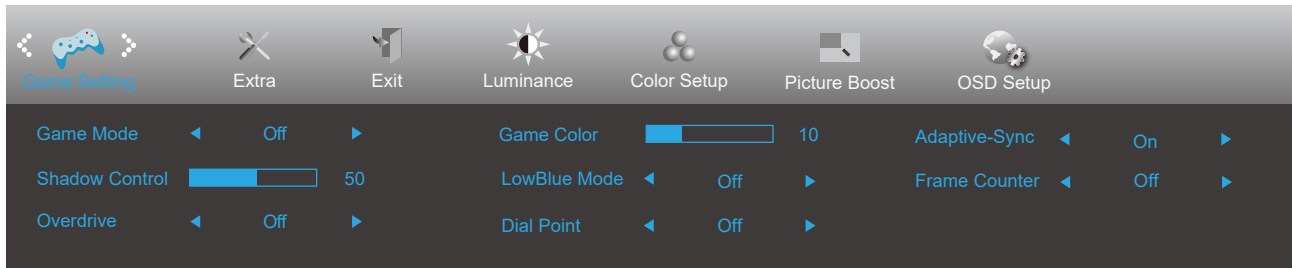 Game Setting Extra Exit Luminance Color Setup Picture Boost OSD Setup
Game Mode Off Game Color 10 Adaptive-Sync On
Shadow Control 50 LowBlue Mode Off Frame Counter Off
Overdrive Off Dial Point Off